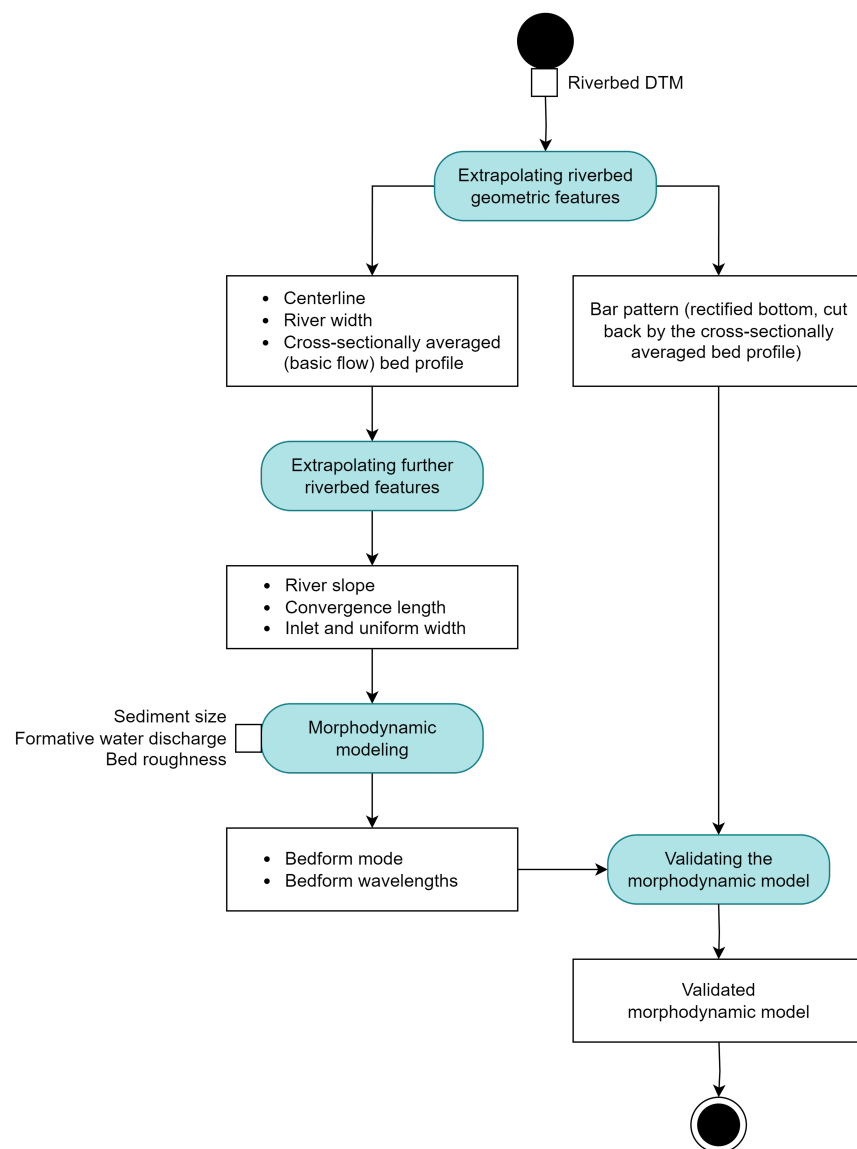 Riverbed DTM
Extrapolating riverbed
geometric features
• Centerline
• River width
• Cross-sectionally averaged
(basic flow) bed profile
Bar pattern (rectified bottom, cut
back by the cross-sectionally
averaged bed profile)
Extrapolating further
riverbed features
• River slope
• Convergence length
• Inlet and uniform width
Sediment size
Formative water discharge
Bed roughness
Morphodynamic
modeling
• Bedform mode
• Bedform wavelengths
Validating the
morphodynamic model
Validated
morphodynamic model